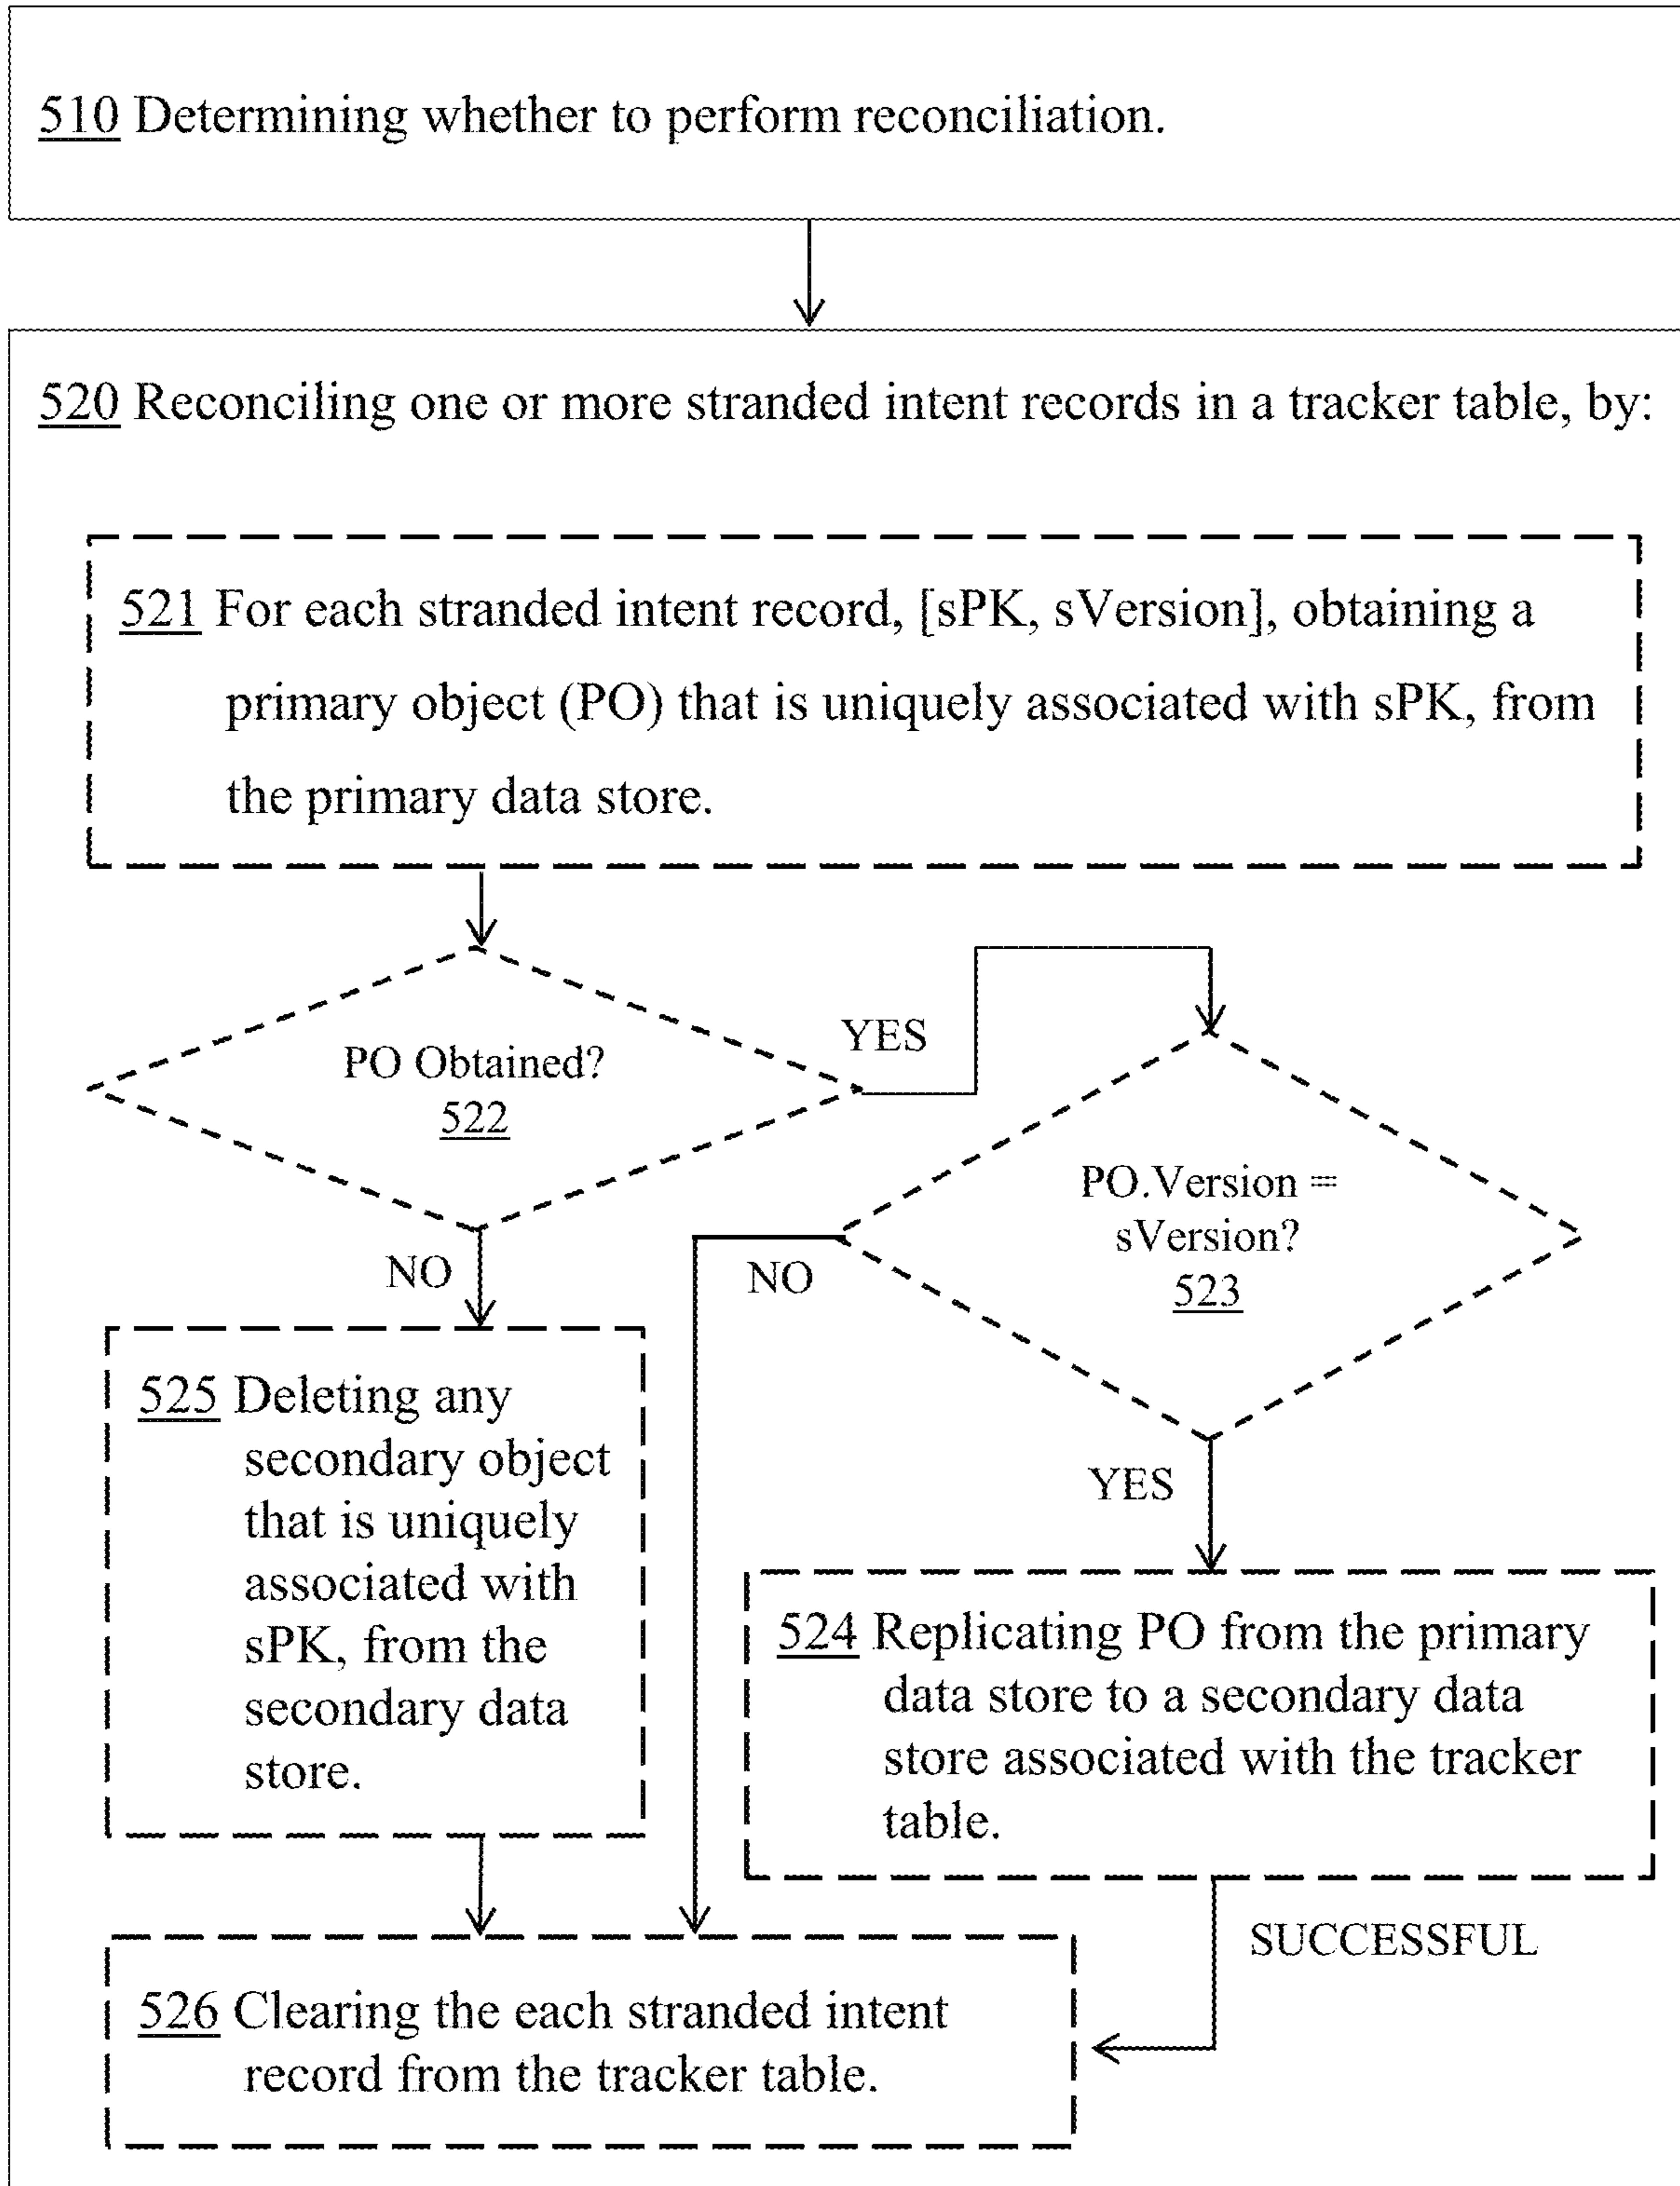 510 Determining whether to perform reconciliation.
520 Reconciling one or more stranded intent records in a tracker table, by:
521 For each stranded intent record, [sPK, sVersion], obtaining a
primary object (PO) that is uniquely associated with sPK, from
the primary data store.
PO Obtained?
522
YES
PO.Version =
sVersion?
523
NO
NO
YES
525 Deleting any
secondary object
that is uniquely
associated with
sPK, from the
secondary data
store.
524 Replicating PO from the primary
data store to a secondary data
store associated with the tracker
table.
SUCCESSFUL
526 Clearing the each stranded intent
record from the tracker table.